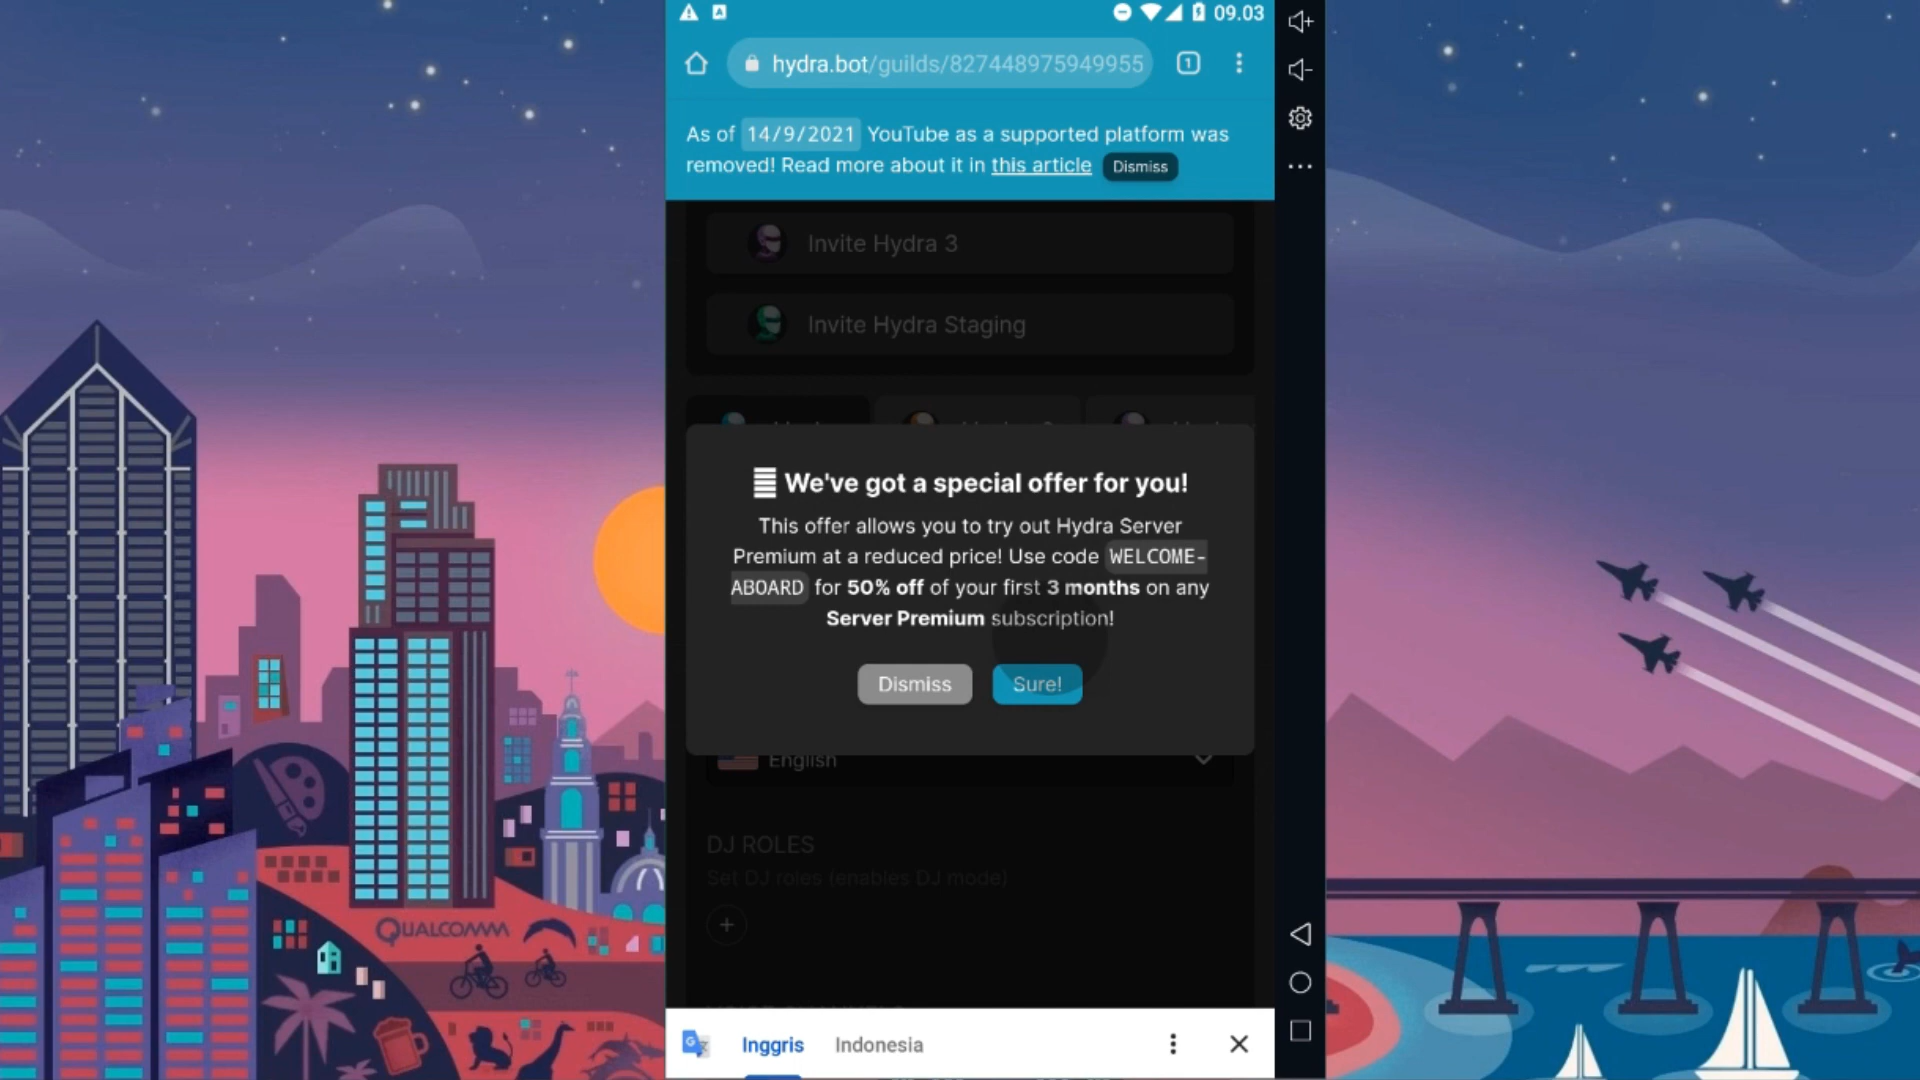 09.03
hydra.bot/guilds/827448975949955
1
As of 14/9/2021 YouTube as a supported platform was
removed! Read more about it in this article Dismiss
Invite Hydra 3
Invite Hydra Staging
We've got a special offer for you!
This offer allows you to try out Hydra Server
Premium at a reduced price! Use code WELCOME-
ABOARD for 50% off of your first 3 months on any
Server Premium subscription!
Dismiss
Sure!
English
DJ ROLES
Set DJ roles (enables DJ mode)
QUALCOMM
Inggris
Indonesia